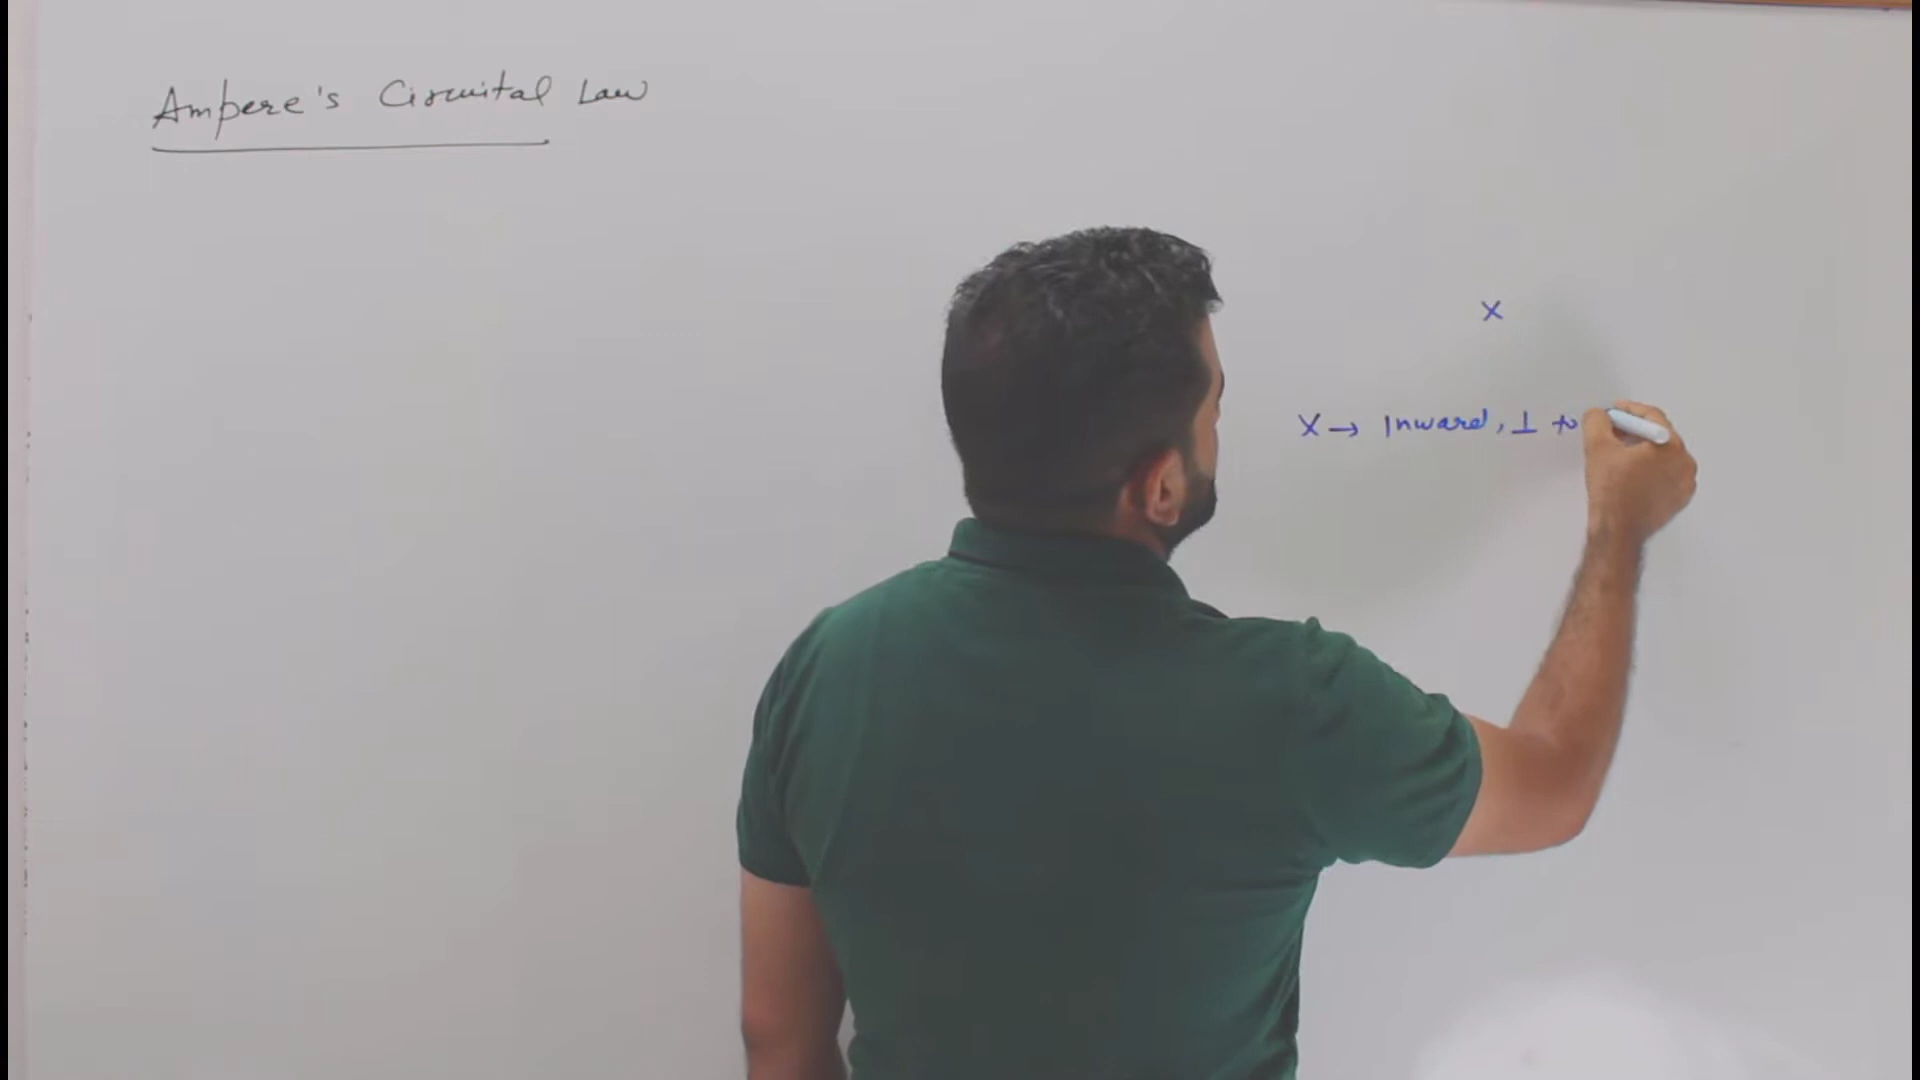 Ampere's Circuital Law
X
X → Inward, ⊥ to